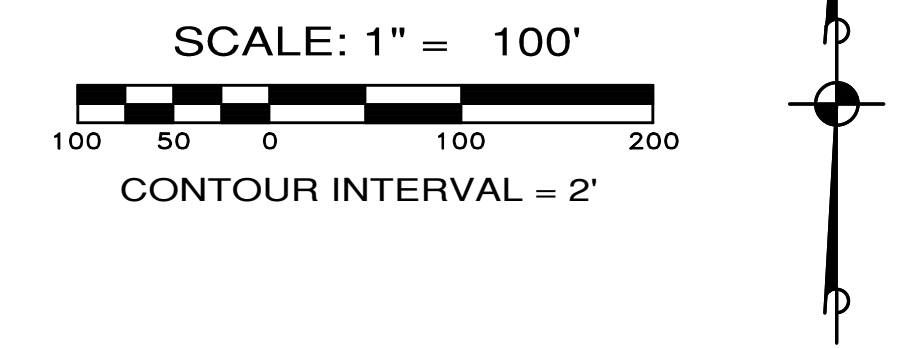 SCALE: 1" = 100'
100 50 0 100 200
CONTOUR INTERVAL = 2'